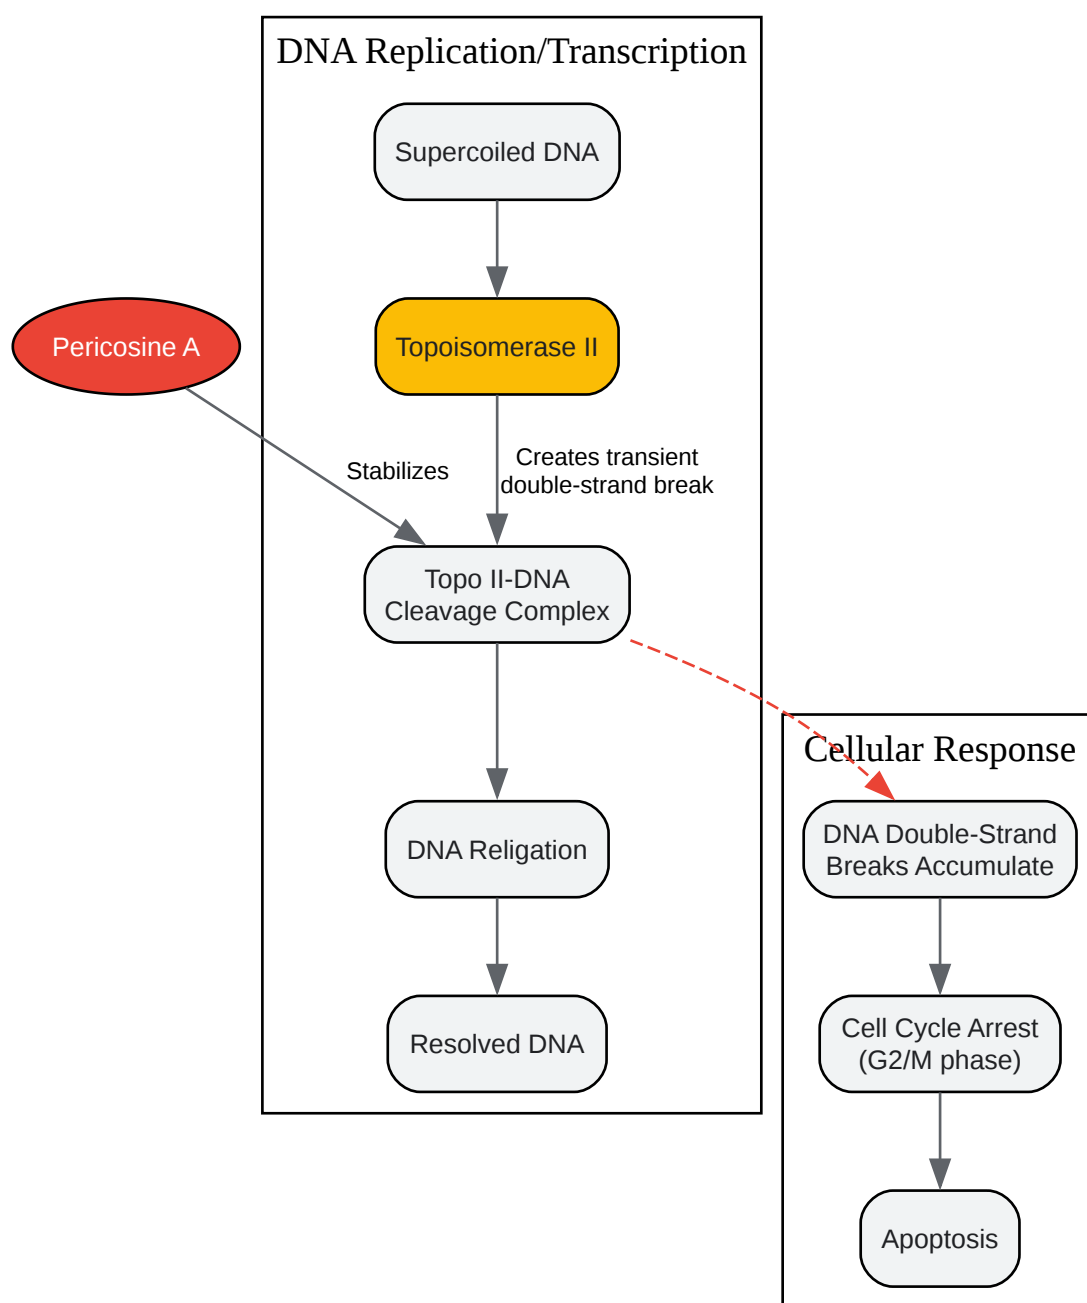 DNA Replication/Transcription
Supercoiled DNA
Pericosine A
Topoisomerase II
Stabilizes
Creates transient
double-strand break
Topo II-DNA
Cleavage Complex
DNA Religation
Resolved DNA
Cellular Response
DNA Double-Strand
Breaks Accumulate
Cell Cycle Arrest
(G2/M phase)
Apoptosis